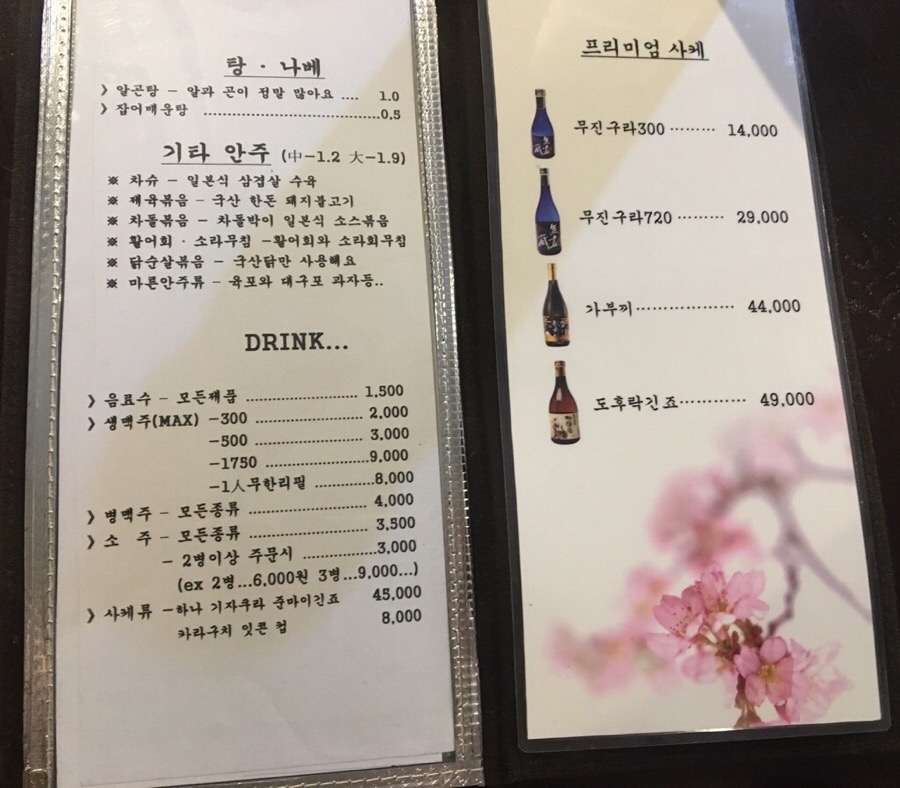 탕 · 나베
》알곤탕 - 알과 곤이 정말 많아요 .... 1.0
》잡어매운탕 ........................................0.5
기타 안주 (中-1.2 大-1.9)
※ 차슈 - 일본식 삼겹살 수육
※ 제육볶음 - 국산 한돈 돼지불고기
※ 차돌볶음 - 차돌박이 일본식 소스볶음
※ 활어회 · 소라무침 -활어회와 소라회무침
※ 닭순살볶음 - 국산닭만 사용해요
※ 마른안주류 - 육포와 대구포 과자등..
DRINK...
》음료수 - 모든제품 ........................ 1,500
》생맥주(MAX) -300 ........................ 2,000
-500 ........................ 3,000
-1750 ........................9,000
-1人무한리필 ..............8,000
》병맥주 - 모든종류 ........................ 4,000
》소 주 - 모든종류 ........................ 3,500
- 2병이상 주문시 ................3,000
(ex 2병...6,000원 3병...9,000...)
》사케류 -하나 기자쿠라 준마이긴죠 45,000
카라구치 잇콘 컵 8,000
프리미엄 사케
무진구라300 ········· 14,000
무진구라720 ········· 29,000
가부끼··················· 44,000
도후락긴죠············· 49,000